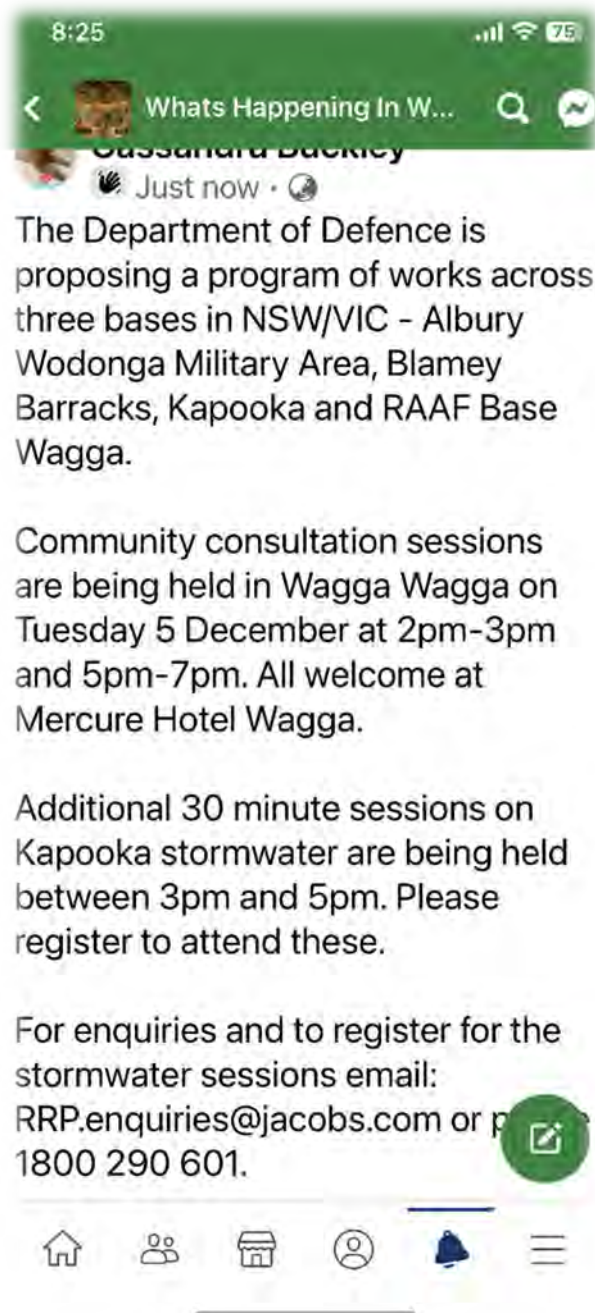 8:25
75
Whats Happening In W...
Cassandra Buckley
Just now ·
The Department of Defence is
proposing a program of works across
three bases in NSW/VIC - Albury
Wodonga Military Area, Blamey
Barracks, Kapooka and RAAF Base
Wagga.
Community consultation sessions
are being held in Wagga Wagga on
Tuesday 5 December at 2pm-3pm
and 5pm-7pm. All welcome at
Mercure Hotel Wagga.
Additional 30 minute sessions on
Kapooka stormwater are being held
between 3pm and 5pm. Please
register to attend these.
For enquiries and to register for the
stormwater sessions email:
RRP.enquiries@jacobs.com or
1800 290 601.